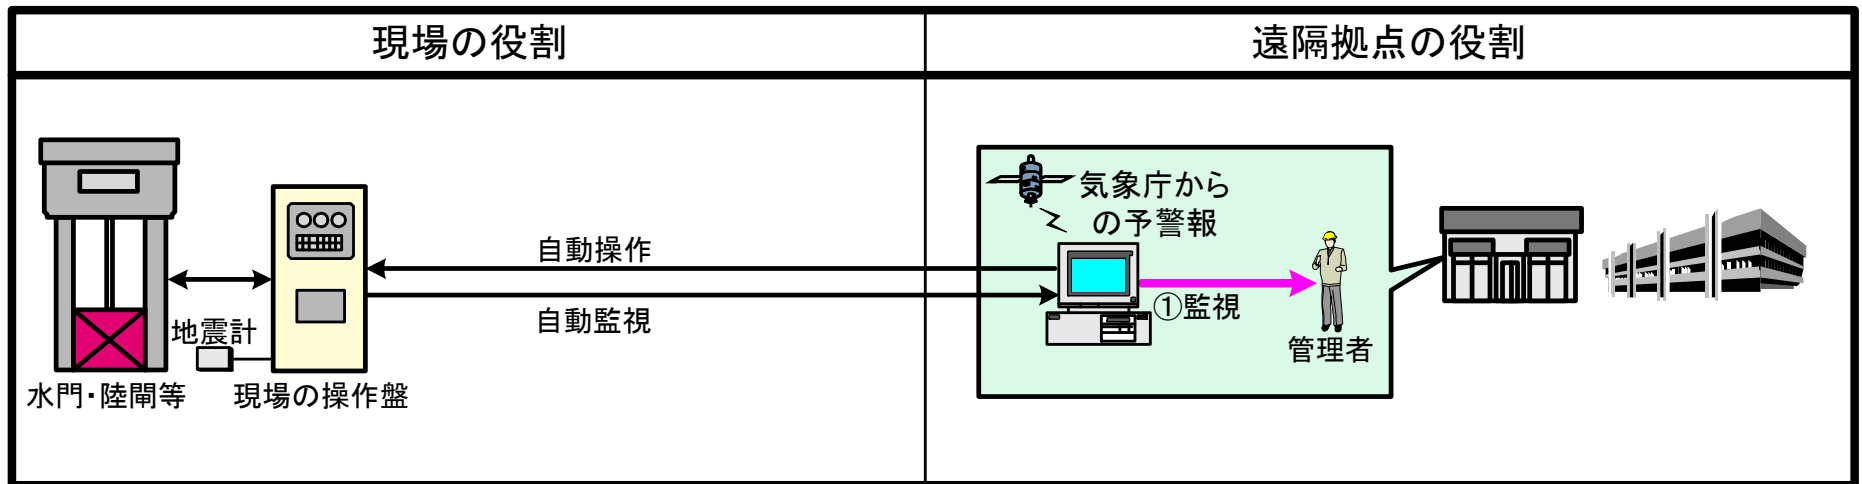 現場の役割
遠隔拠点の役割
気象庁から
の予警報
自動操作
自動監視
①監視
地震計
管理者
水門・陸閘等
現場の操作盤